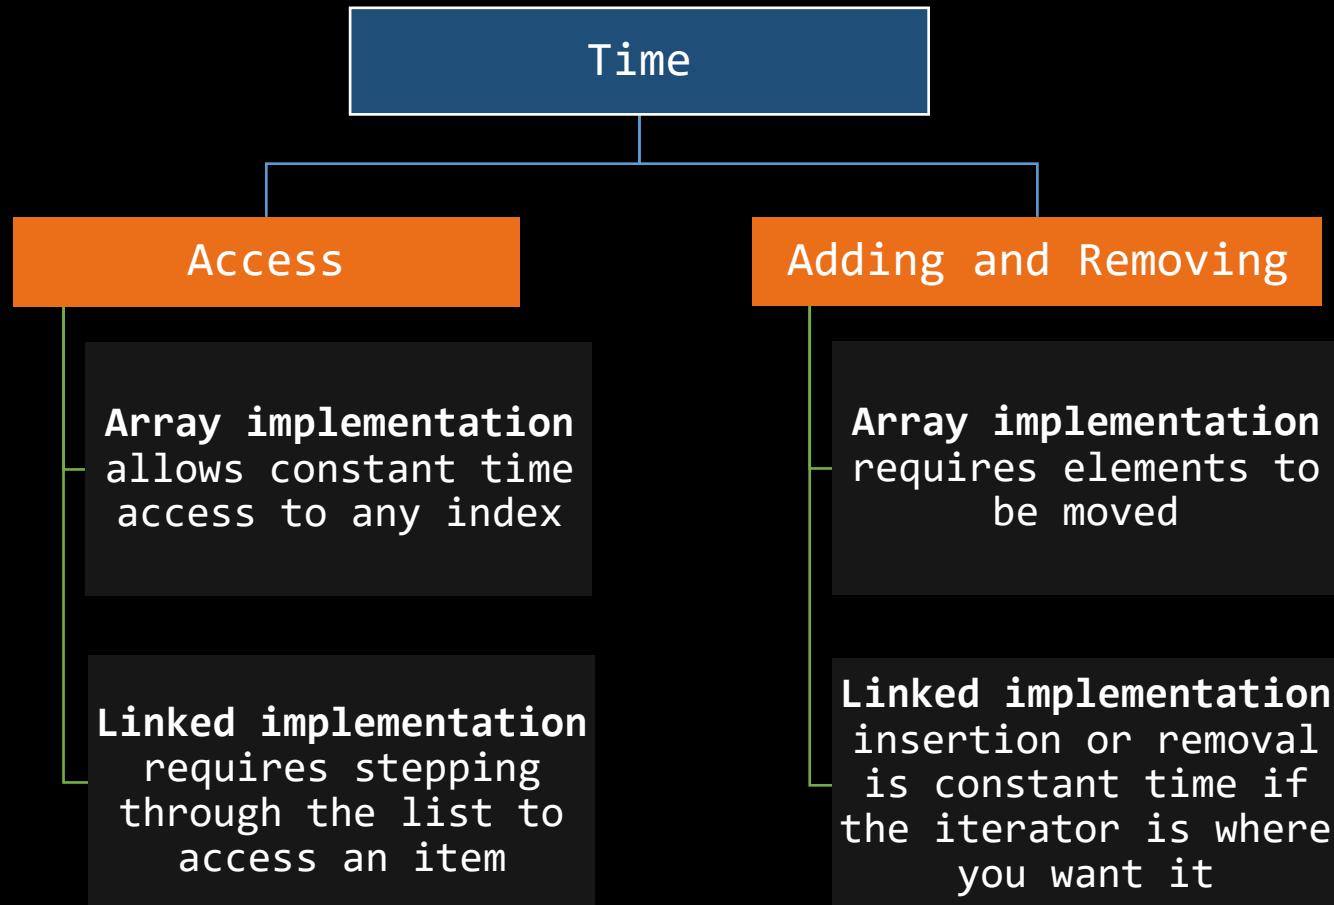 Time
Access
Array implementation
allows constant time
access to any index
Linked implementation
requires stepping
through the list to
access an item
Adding and Removing
Array implementation
requires elements to
be moved
Linked implementation
insertion or removal
is constant time if
the iterator is where
you want it